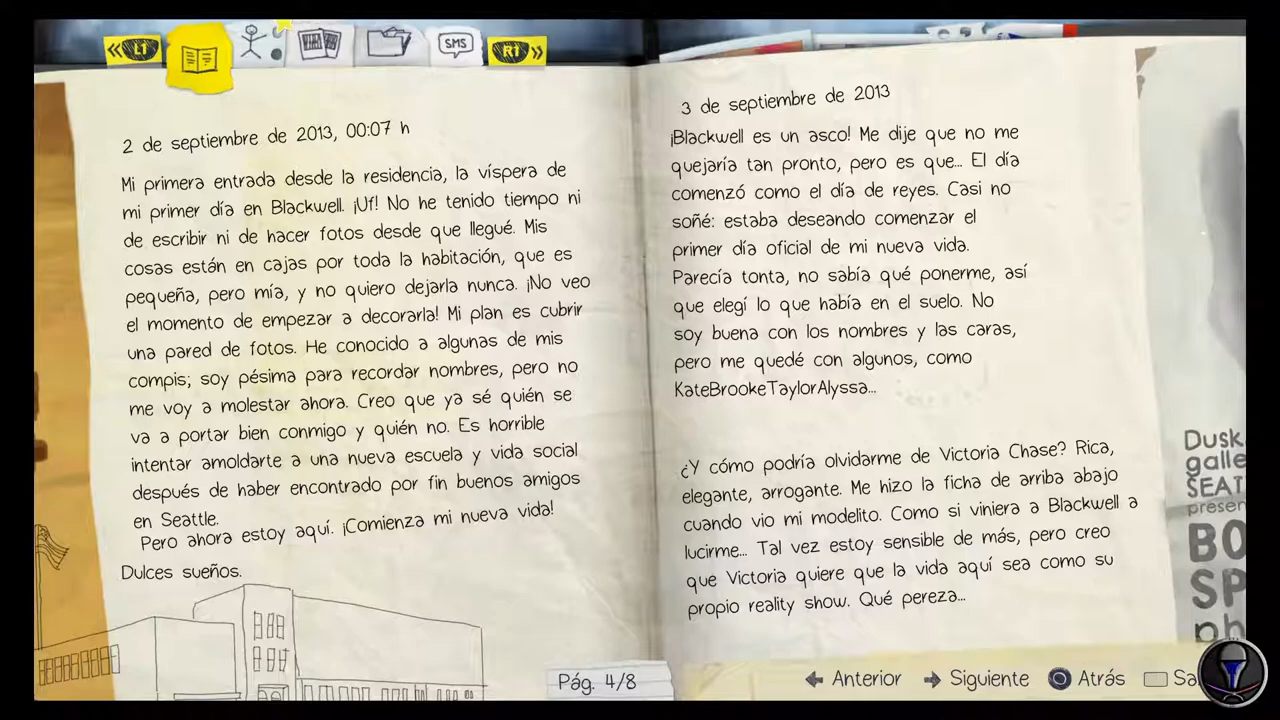 L1
SMS
R1
2 de septiembre de 2013, 00:07 h
Mi primera entrada desde la residencia, la víspera de
mi primer día en Blackwell. ¡Uf! No he tenido tiempo ni
de escribir ni de hacer fotos desde que llegué. Mis
cosas están en cajas por toda la habitación, que es
pequeña, pero mía, y no quiero dejarla nunca. ¡No veo
el momento de empezar a decorarla! Mi plan es cubrir
una pared de fotos. He conocido a algunas de mis
compis; soy pésima para recordar nombres, pero no
me voy a molestar ahora. Creo que ya sé quién se
va a portar bien conmigo y quién no. Es horrible
intentar amoldarte a una nueva escuela y vida social
después de haber encontrado por fin buenos amigos
en Seattle.
Pero ahora estoy aquí. ¡Comienza mi nueva vida!
Dulces sueños.
3 de septiembre de 2013
¡Blackwell es un asco! Me dije que no me
quejaría tan pronto, pero es que... El día
comenzó como el día de reyes. Casi no
soñé: estaba deseando comenzar el
primer día oficial de mi nueva vida.
Parecía tonta, no sabía qué ponerme, así
que elegí lo que había en el suelo. No
soy buena con los nombres y las caras,
pero me quedé con algunos, como
KateBrookeTaylorAlyssa...
¿Y cómo podría olvidarme de Victoria Chase? Rica,
elegante, arrogante. Me hizo la ficha de arriba abajo
cuando vio mi modelito. Como si viniera a Blackwell a
lucirme... Tal vez estoy sensible de más, pero creo
que Victoria quiere que la vida aquí sea como su
propio reality show. Qué pereza...
Dusk
galle
SEAT
presen
BO
SP
ph
Pág. 4/8
Anterior
Siguiente
Atrás
Sa